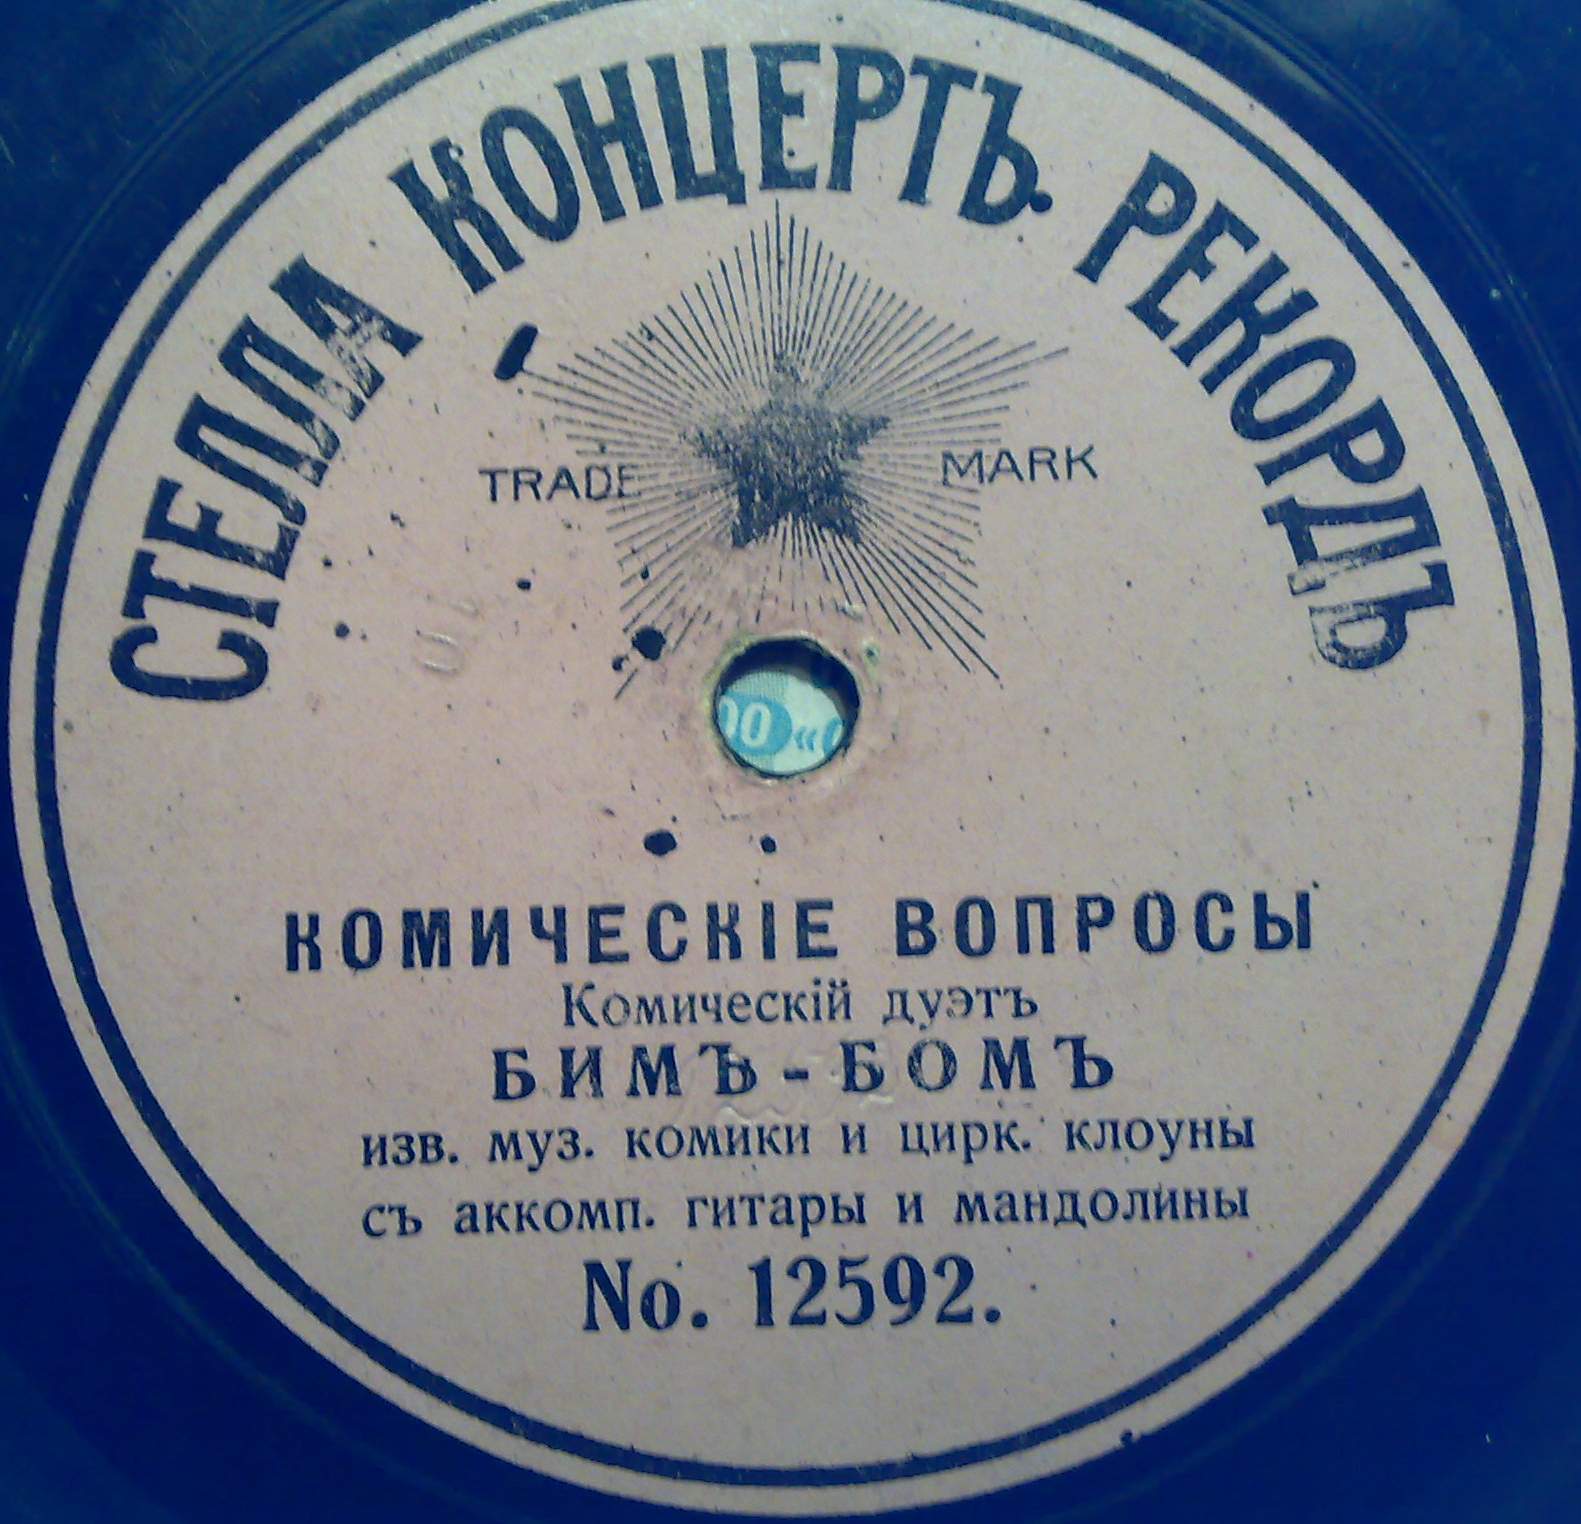 СТЕЛЛА КОНЦЕРТЪ. РЕКОРДЪ
TRADE MARK
00 «
КОМИЧЕСКІЕ ВОПРОСЫ
Комическій дуэтъ
БИМЪ - БОМЪ
изв. муз. комики и цирк. клоуны
съ аккомп. гитары и мандолины
No. 12592.